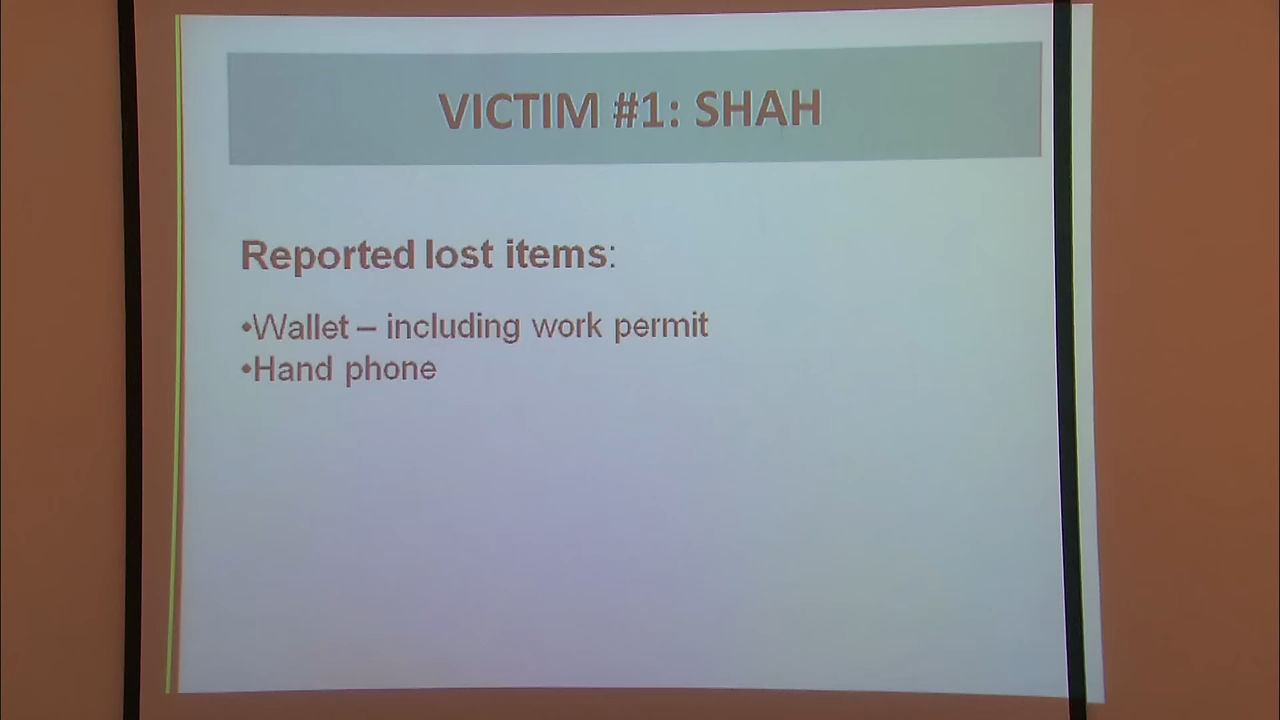 VICTIM #1: SHAH
Reported lost items:
•Wallet – including work permit
•Hand phone